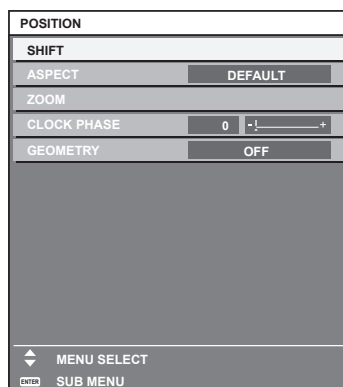 POSITION
SHIFT
ASPECT DEFAULT
ZOOM
CLOCK PHASE 0 - +
GEOMETRY OFF
MENU SELECT
ENTER SUB MENU